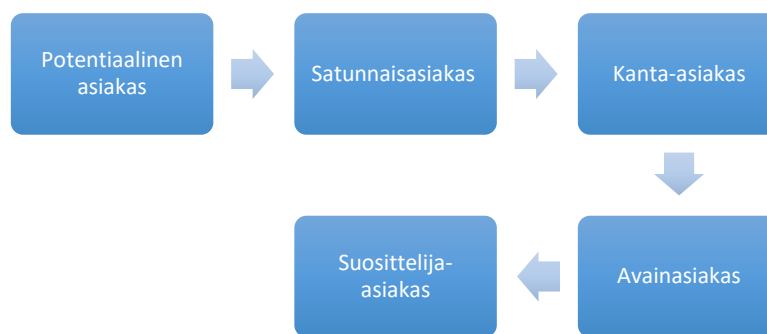 Potentiaalinen
asiakas
Satunnaisasiakas
Kanta-asiakas
Avainasiakas
Suosittelija-
asiakas